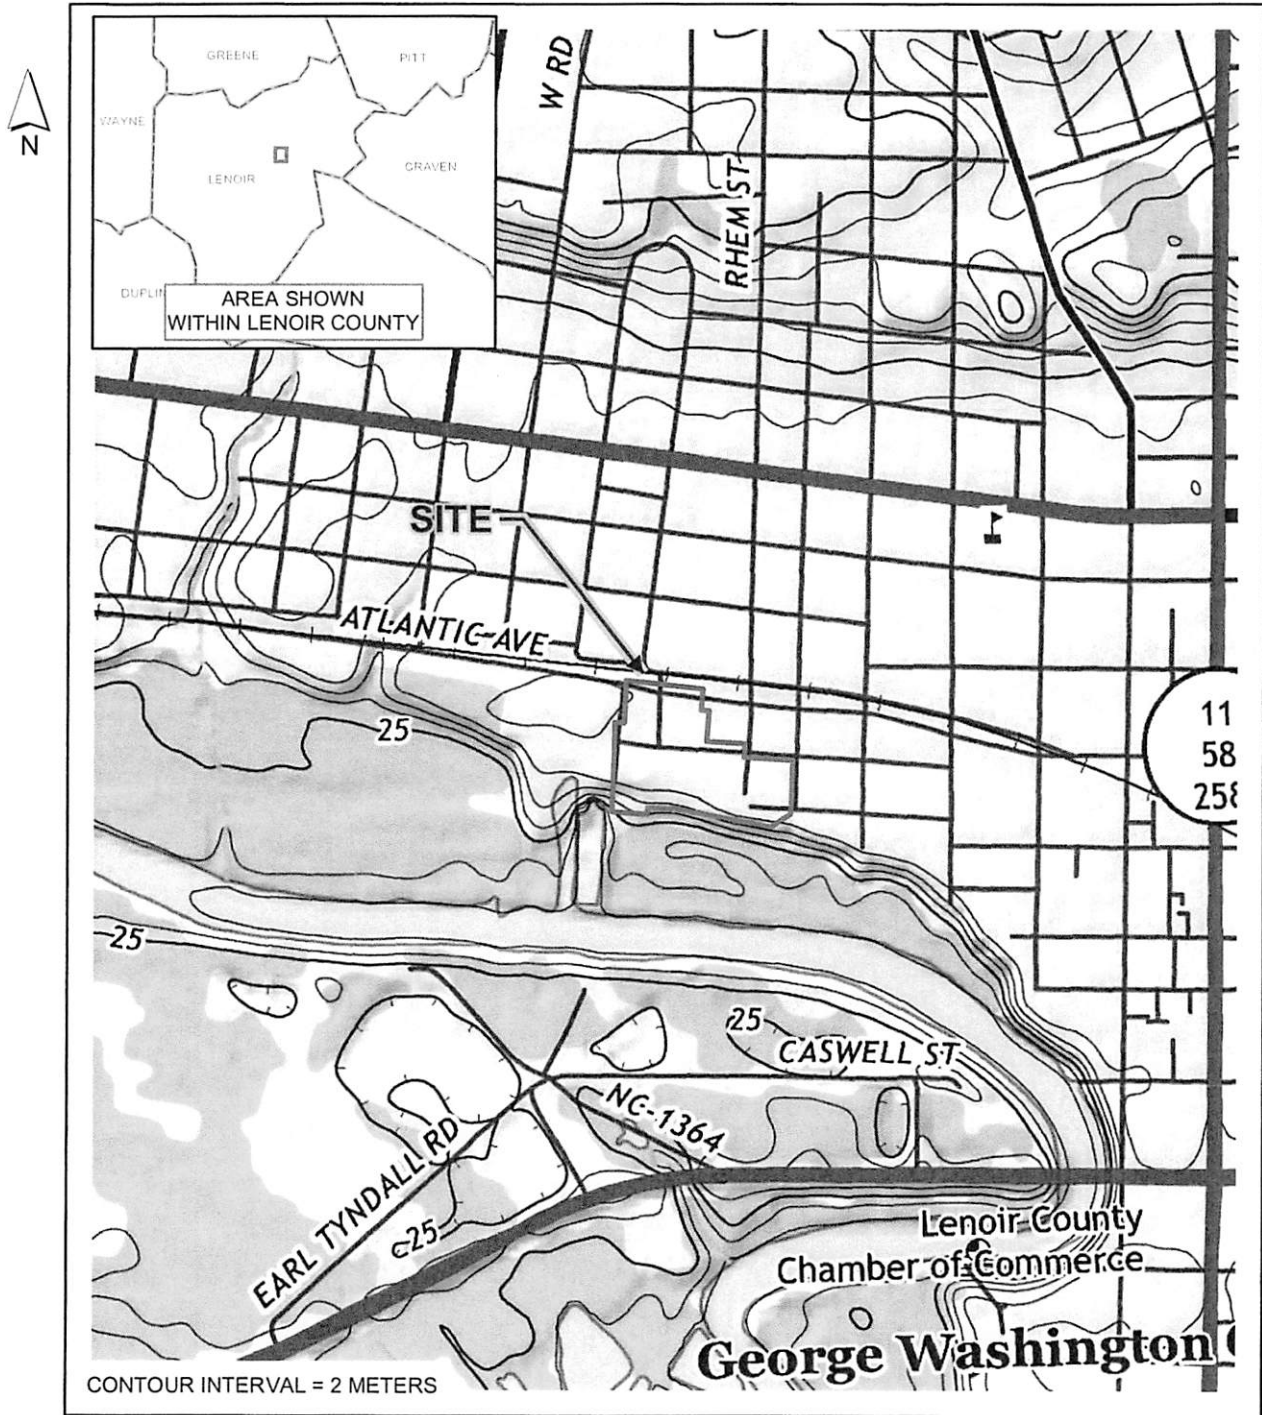 N
GREENE
PITT
WAYNE
LENOIR
CRAVEN
DUPLIN
AREA SHOWN
WITHIN LENOIR COUNTY
W RD
RHEM ST
SITE
ATLANTIC AVE
25
11
58
258
25
25
CASWELL ST
NC-1364
EARL TYNDALL RD
25
Lenoir County
Chamber of Commerce
George Washington
CONTOUR INTERVAL = 2 METERS